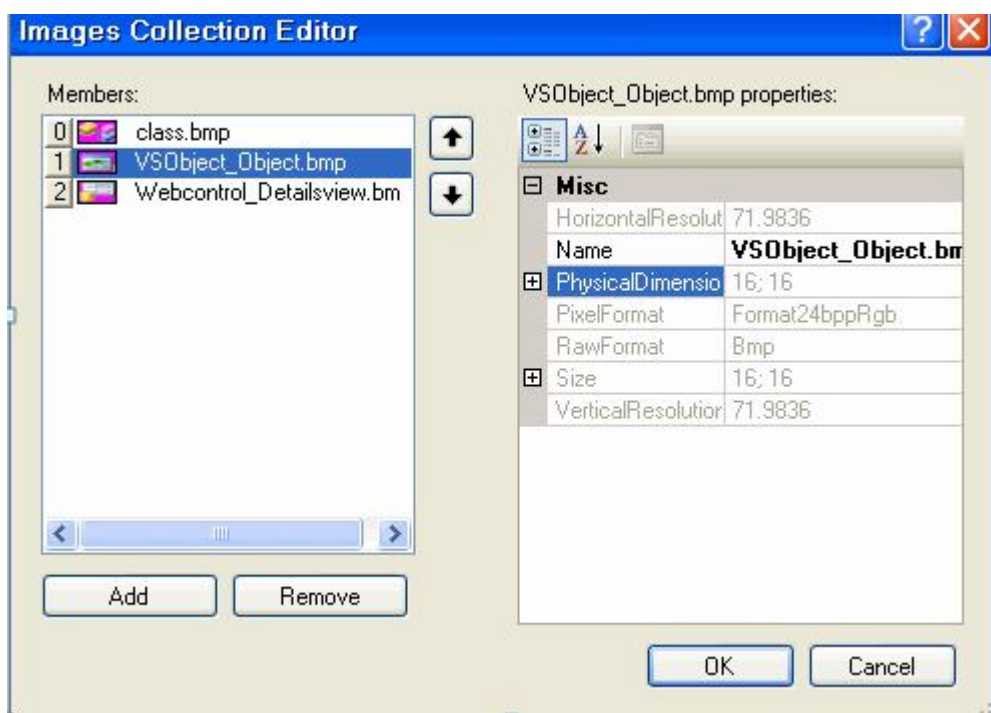 Images Collection Editor
Members:
0 class.bmp
1 VSObject_Object.bmp
2 Webcontrol_Detailsview.bm
Add
Remove
VSObject_Object.bmp properties:
Misc
HorizontalResolut 71.9836
Name VSObject_Object.bm
PhysicalDimensio 16; 16
PixelFormat Format24bppRgb
RawFormat Bmp
Size 16; 16
VerticalResolution 71.9836
OK
Cancel